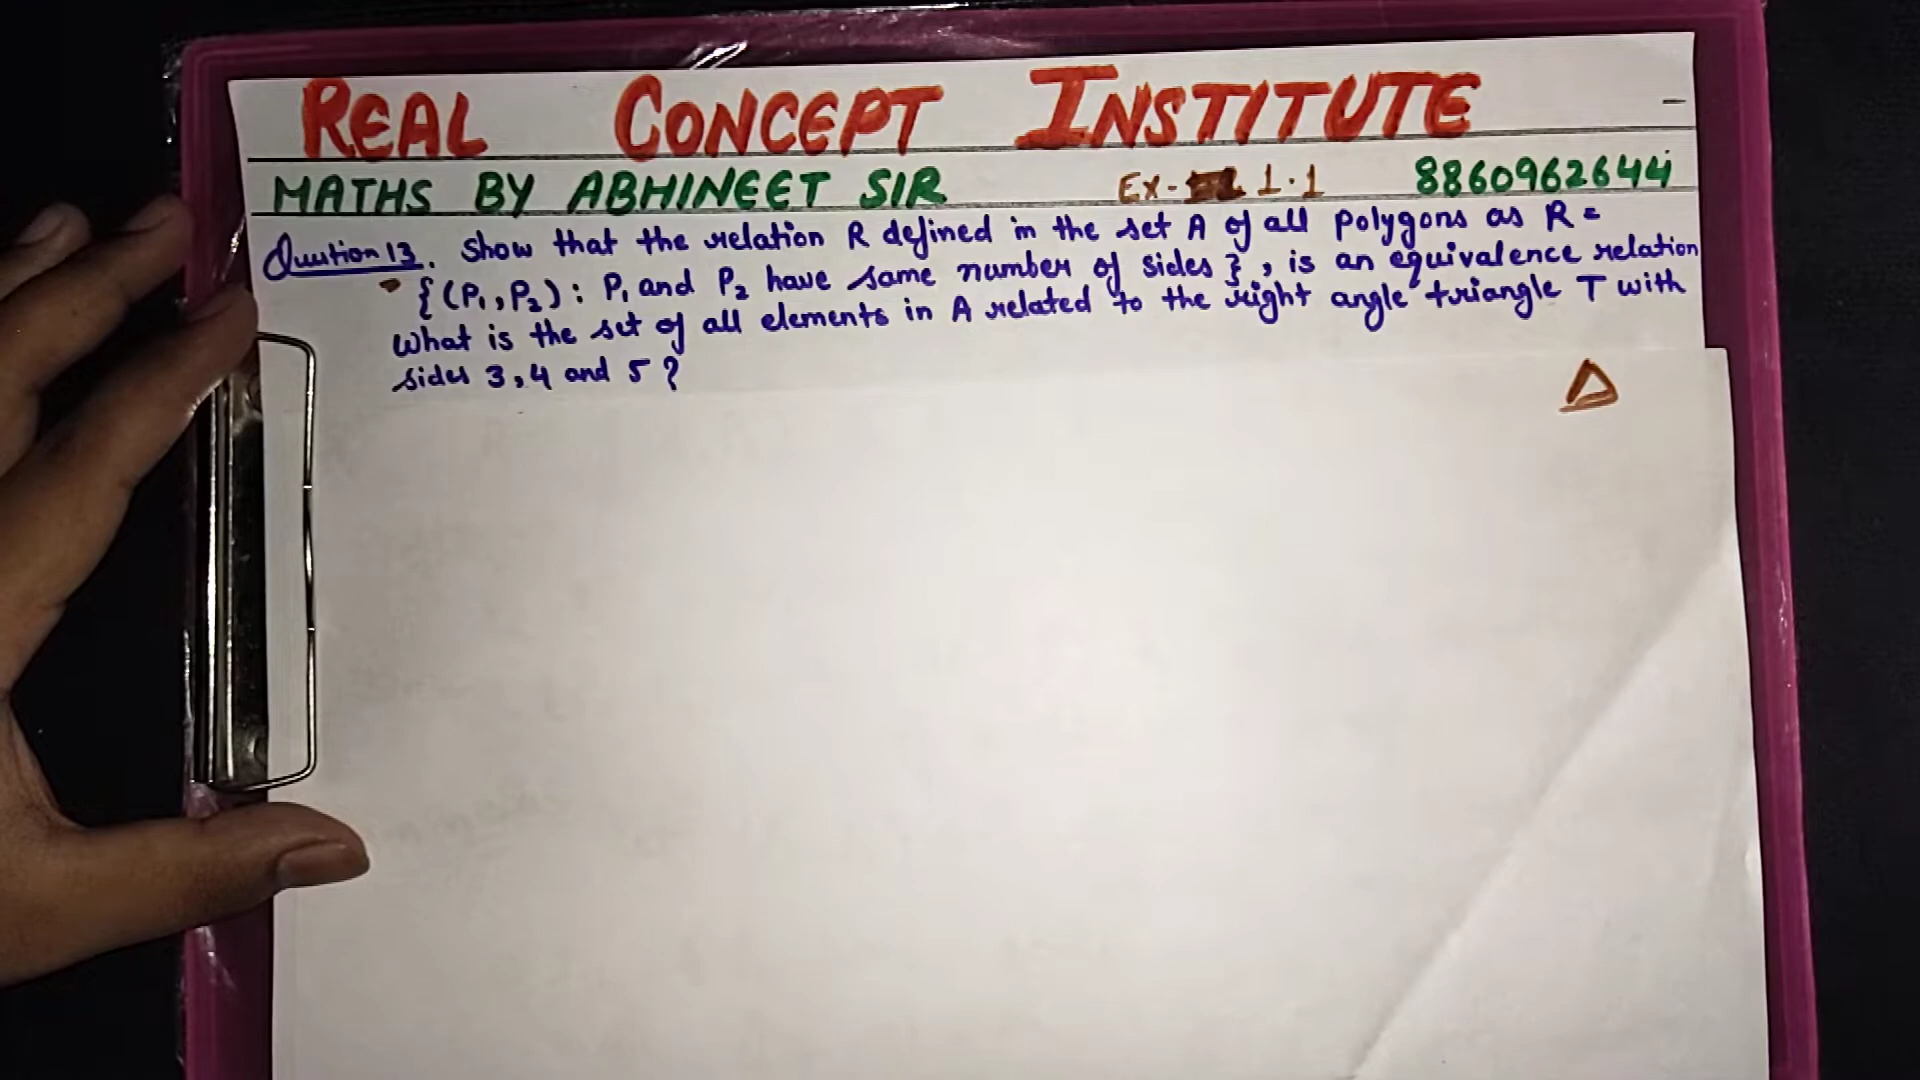 REAL CONCEPT INSTITUTE
MATHS BY ABHINEET SIR EX- 1.1 8860962644
Question 13. Show that the relation R defined in the set A of all polygons as R =
{(P₁, P₂): P₁ and P₂ have same number of sides}, is an equivalence relation
What is the set of all elements in A related to the right angle triangle T with
sides 3, 4 and 5?